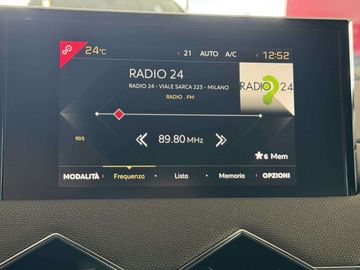 24°C 21 AUTO A/C 12:52
RADIO 24
RADIO 24 - VIALE SARCA 223 - MILANO
RADIO . FM
RADIO 24
RDS
89.80 MHz
6 Mem
MODALITÀ Frequenza Lista Memoria OPZIONI